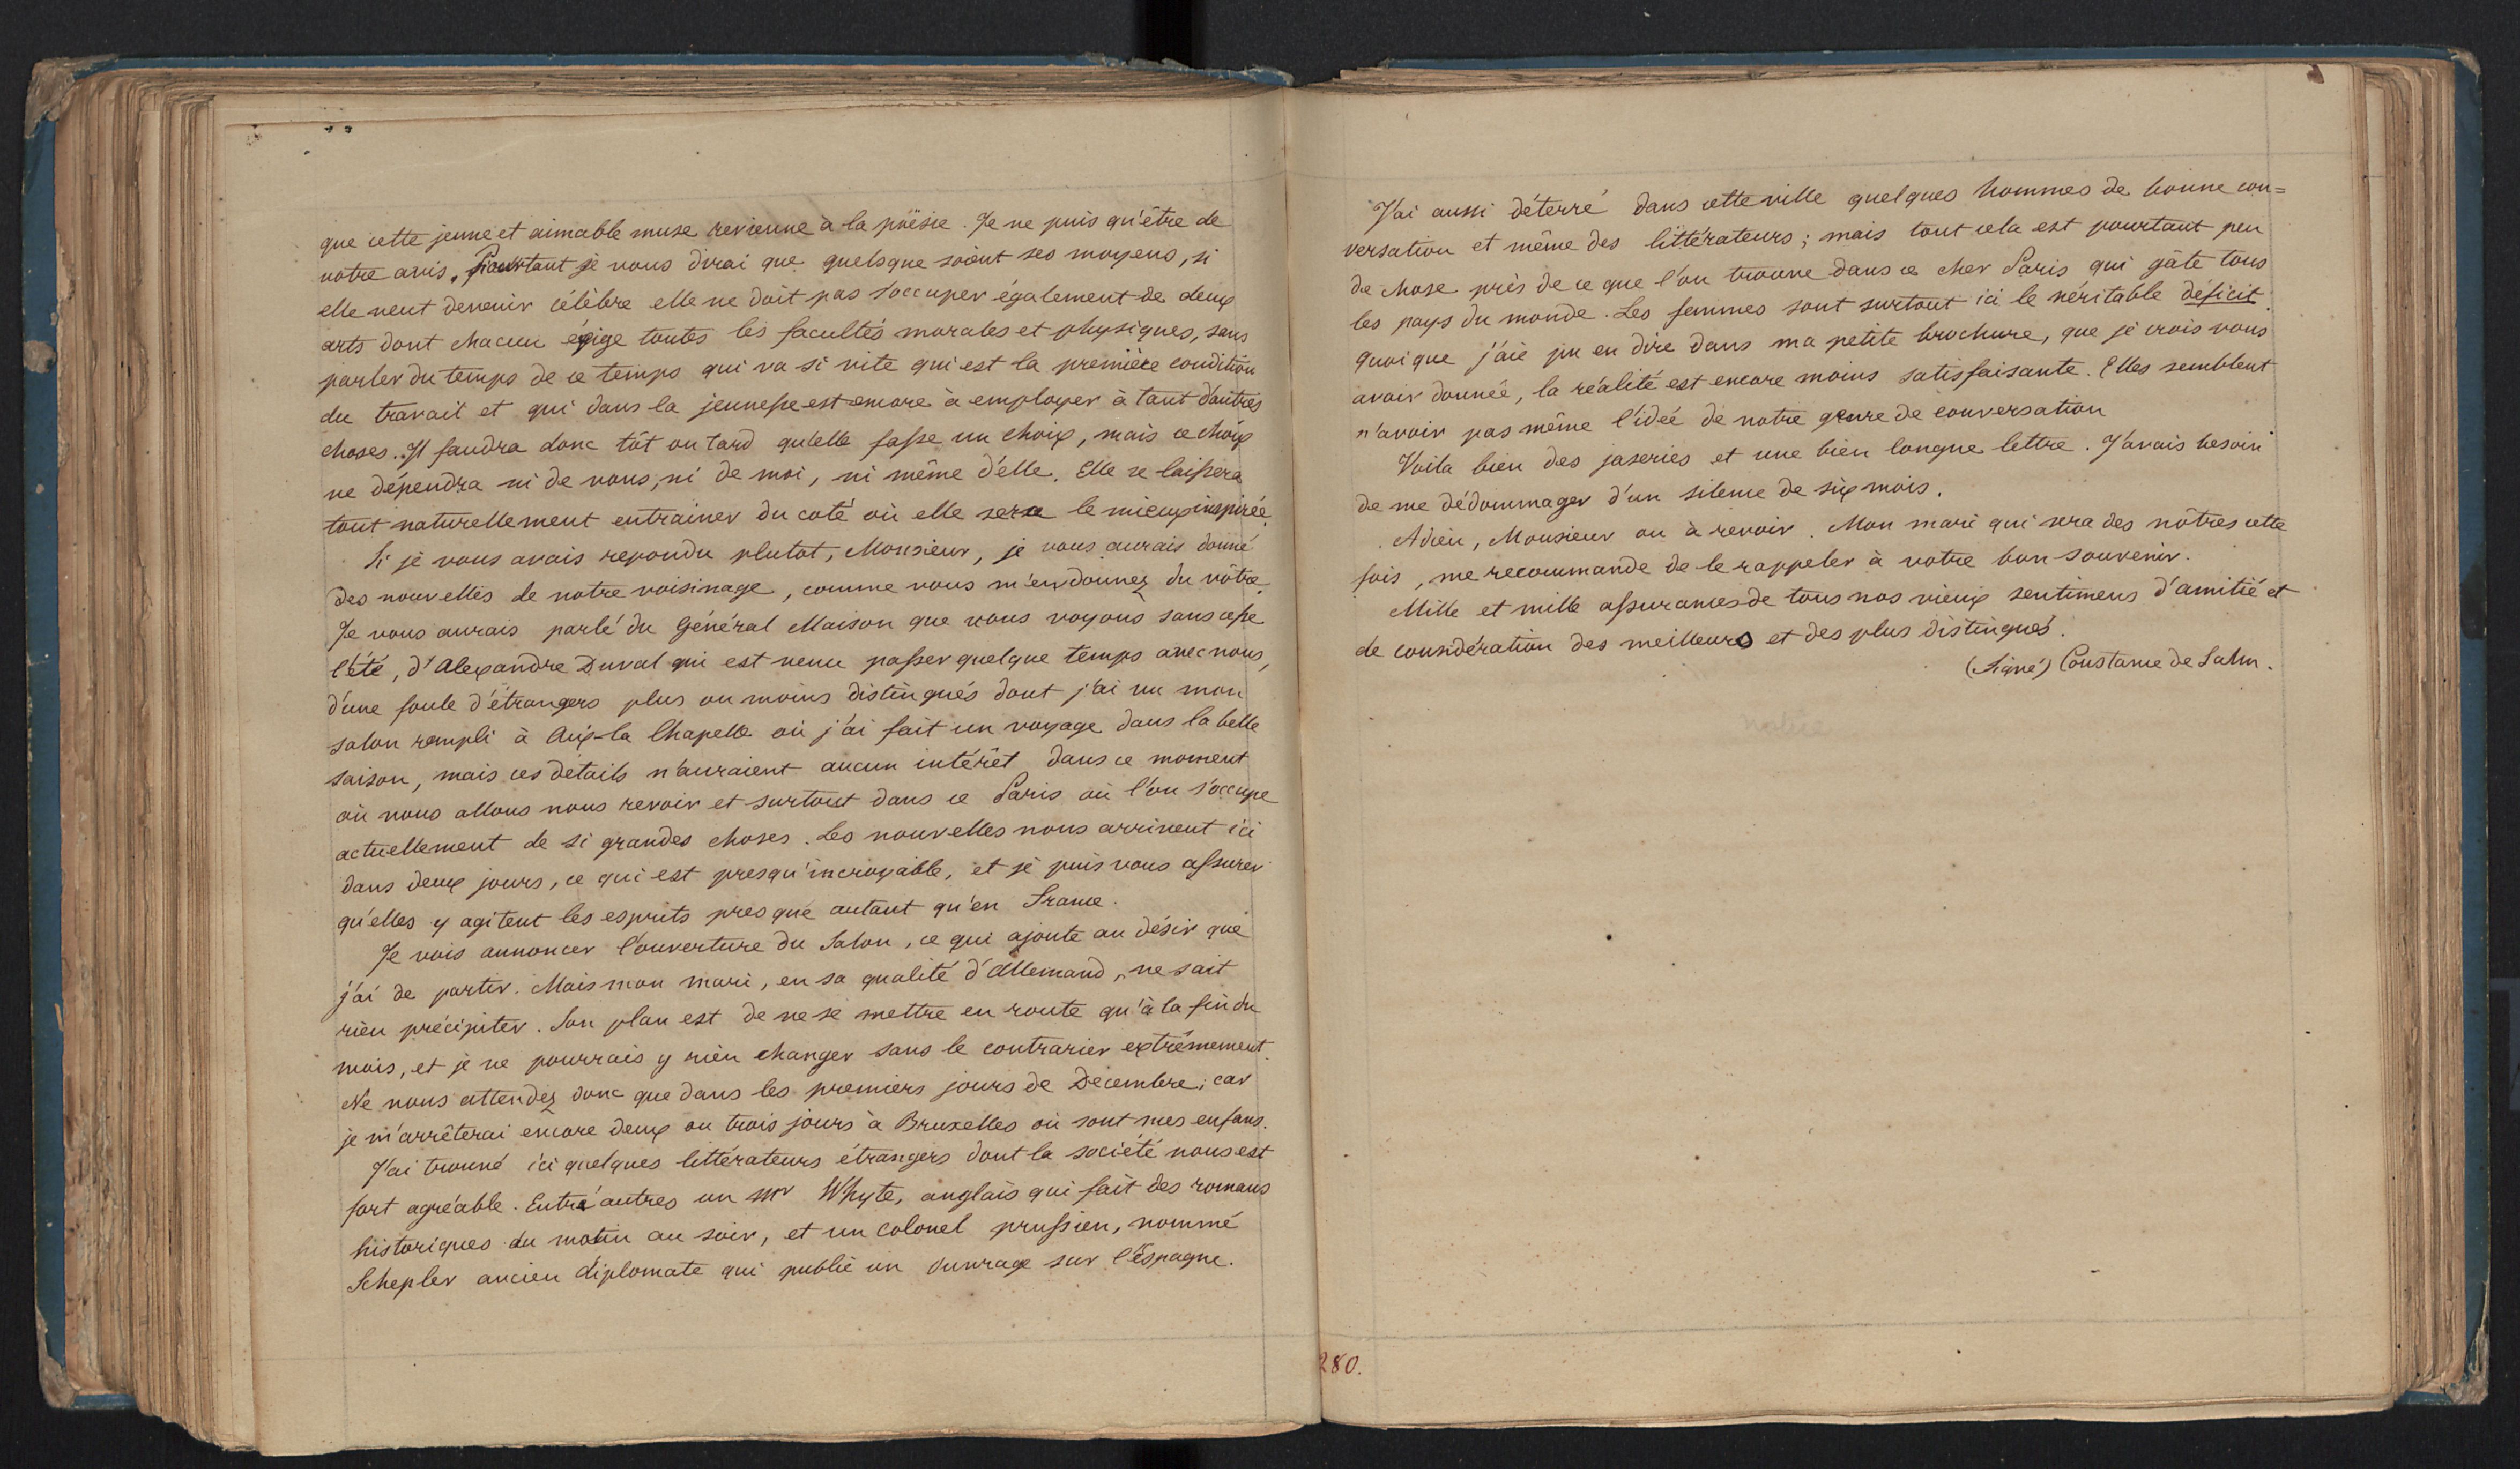 que cette jeune et aimable muse revienne à la poësie. Je ne puis qu'être de
votre avis. Pourtant je vous dirai que quelsque soient ses moyens, si
elle veut devenir célèbre elle ne doit pas s'occuper également de deux
arts dont chacun éxige toutes les facultés morales et physiques, sans
parler du temps de ce temps qui va si vite qui est la première condition
du travail et qui dans la jeunesse est encore à employer à tant d'autres
choses. Il faudra donc tôt ou tard qu'elle fasse un choix, mais ce choix
ne dépendra ni de vous, ni de moi, ni même d'elle. Elle se laissera
tout naturellement entrainer du coté où elle sera le mieux inspirée.
Si je vous avais repondu plutot, Monsieur, je vous aurais donné
des nouvelles de notre voisinage, comme vous m'en donnez du vôtre.
Je vous aurais parlé du Général Maison que nous voyons sans cesse
l'été, d'Alexandre Duval qui est venu passer quelque temps avec nous,
d'une foule d'étrangers plus ou moins distingués dont j'ai vu mon
salon rempli à Aix-la Chapelle où j'ai fait un voyage dans la belle
saison, mais ces détails n'auraient aucun intérêt dans ce moment
où nous allons nous revoir et surtout dans ce Paris où l'on s'occupe
actuellement de si grandes choses. Les nouvelles nous arrivent ici
dans deux jours, ce qui est presqu'incroyable, et je puis vous assurer
qu'elles y agitent les esprits presque autant qu'en France.
Je vois annoncer l'ouverture du Salon, ce qui ajoute au désir que
j'ai de partir. Mais mon mari, en sa qualité d'Allemand, ne sait
rien précipiter. Son plan est de ne se mettre en route qu'à la fin du
mois, et je ne pourrais y rien changer sans le contrarier extrêmement.
Ne nous attendez donc que dans les premiers jours de Decembre; car
je m'arrêterai encore deux ou trois jours à Bruxelles où sont mes enfans.
J'ai trouvé ici quelques littérateurs étrangers dont la société nous est
fort agréable. Entre autres un Mr Whyte, anglais qui fait des romans
historiques du matin au soir, et un colonel prussien, nommé
Schepler ancien diplomate qui publie un ouvrage sur l'Espagne.
J'ai aussi déterré dans cette ville quelques hommes de bonne con=
versation et même des littérateurs; mais tout cela est pourtant peu
de chose près de ce que l'on trouve dans ce cher Paris qui gâte tous
les pays du monde. Les femmes sont surtout ici le véritable déficit.
quoique j'aie pu en dire dans ma petite brochure, que je crois vous
avoir donnée, la réalité est encore moins satisfaisante. Elles semblent
n'avoir pas même l'idée de notre genre de conversation
Voila bien des jaseries et une bien longue lettre. J'avais besoin
de me dédommager d'un silence de six mois.
Adieu, Monsieur ou à revoir. Mon mari qui sera des nôtres cette
fois, me recommande de le rappeler à votre bon souvenir.
Mille et mille assurances de tous nos vieux sentimens d'amitié et
de considération des meilleurs et des plus distingués.
(Signé) Constance de Salm.
280.